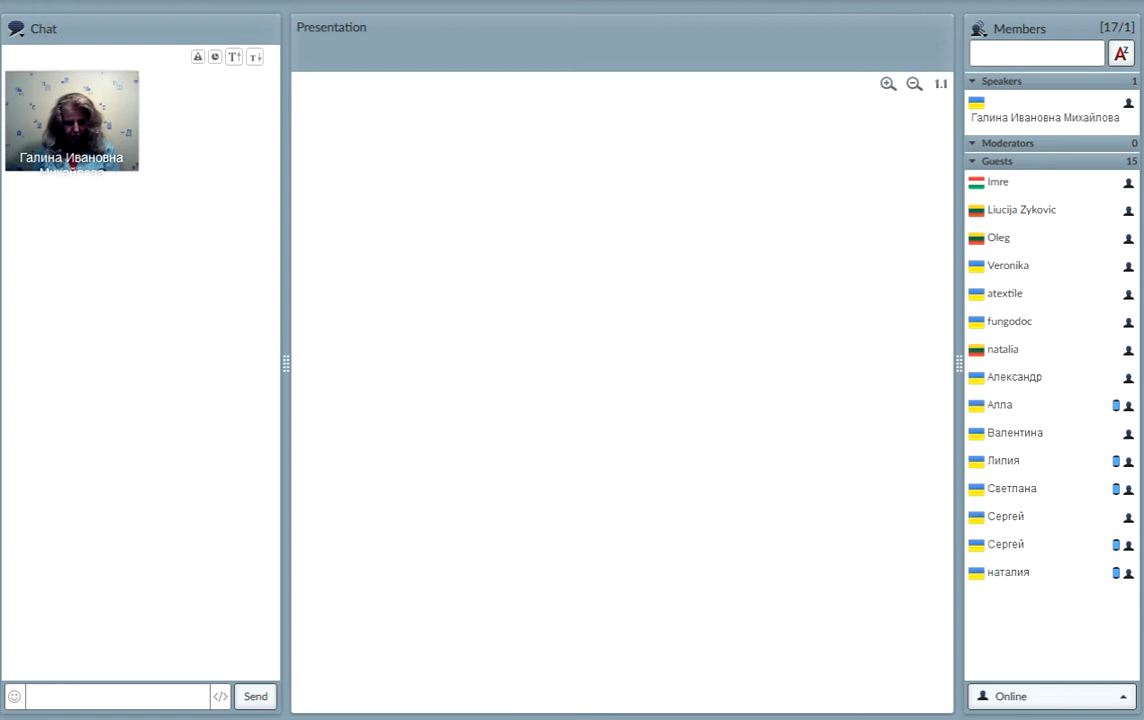 Chat
Галина Ивановна
Михайлова
Send
Presentation
1.1
Members [17/1]
Speakers 1
Галина Ивановна Михайлова
Moderators 0
Guests 15
Imre
Liucija Zykovic
Oleg
Veronika
atextile
fungodoc
natalia
Александр
Алла
Валентина
Лилия
Светлана
Сергей
Сергей
наталия
Online